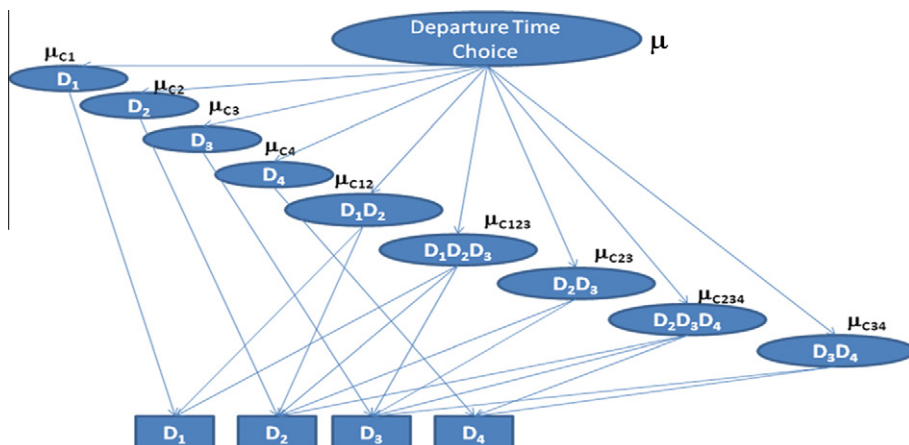 Departure Time
Choice
μ
μC1
D₁
μC2
D₂
μC3
D₃
μC4
D₄
μC12
D₁D₂
μC123
D₁D₂D₃
μC23
D₂D₃
μC234
D₂D₃D₄
μC34
D₃D₄
D₁
D₂
D₃
D₄